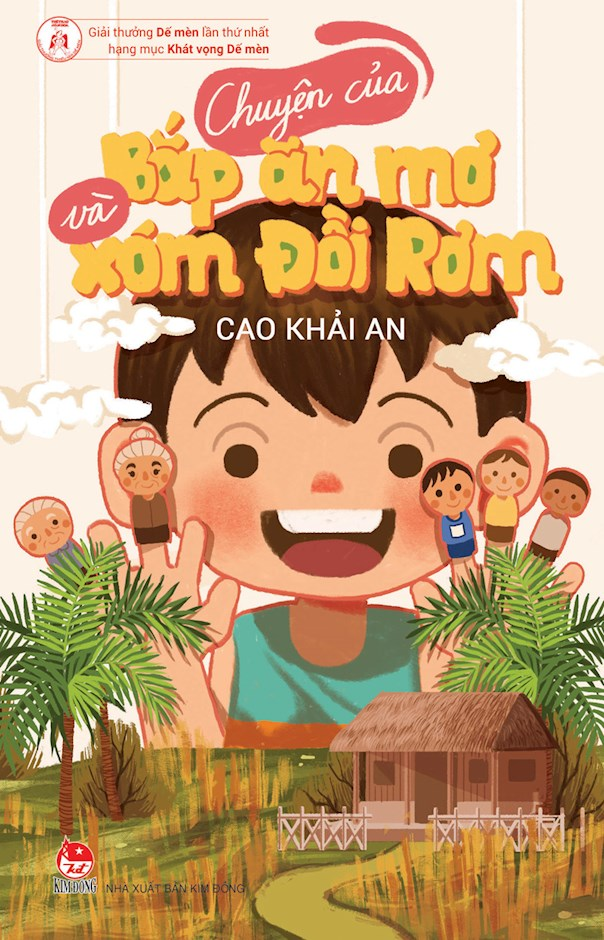 Giải thưởng Dế mèn lần thứ nhất
hạng mục Khát vọng Dế mèn
Chuyện của
Bắp ăn mơ
và
xóm Đồi Rơm
CAO KHẢI AN
KIM ĐỒNG
NHÀ XUẤT BẢN KIM ĐỒNG